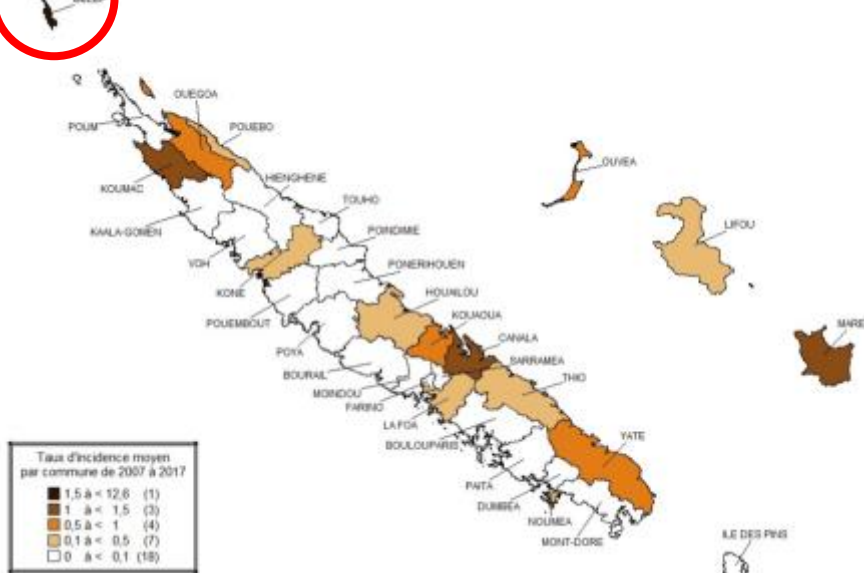 OUEGOA
POUM
POUEBO
KOUMAC
HIENGHENE
OUVEA
TOUHO
KAALA-GOMEN
LIFOU
POINDIMIE
VOH
PONERIHOUEN
KONE
HOUAILOU
POUEMBOUT
KOUAOUA
MARE
CANALA
POYA
SARRAMEA
BOURAIL
THIO
MOINDOU
FARINO
LA FOA
YATE
BOULOUPARIS
PAITA
DUMBEA
NOUMEA
MONT-DORE
ILE DES PINS
Taux d'incidence moyen
par commune de 2007 à 2017
1,5 à < 12,6 (1)
1 à < 1,5 (3)
0,5 à < 1 (4)
0,1 à < 0,5 (7)
0 à < 0,1 (18)